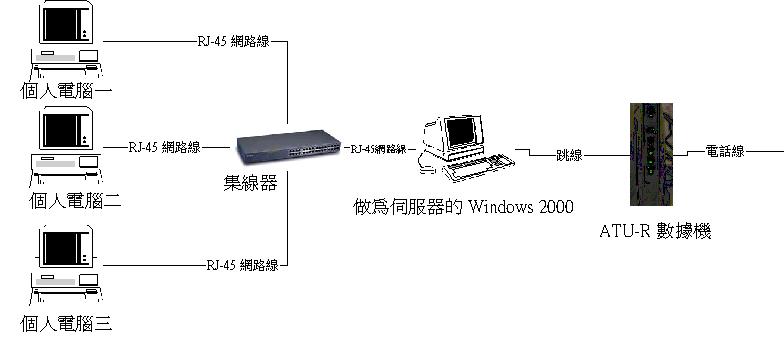 RJ-45 網路線
個人電腦一
RJ-45 網路線
RJ-45網路線
跳線
電話線
集線器
個人電腦二
做爲伺服器的 Windows 2000
ATU-R 數據機
RJ-45 網路線
個人電腦三